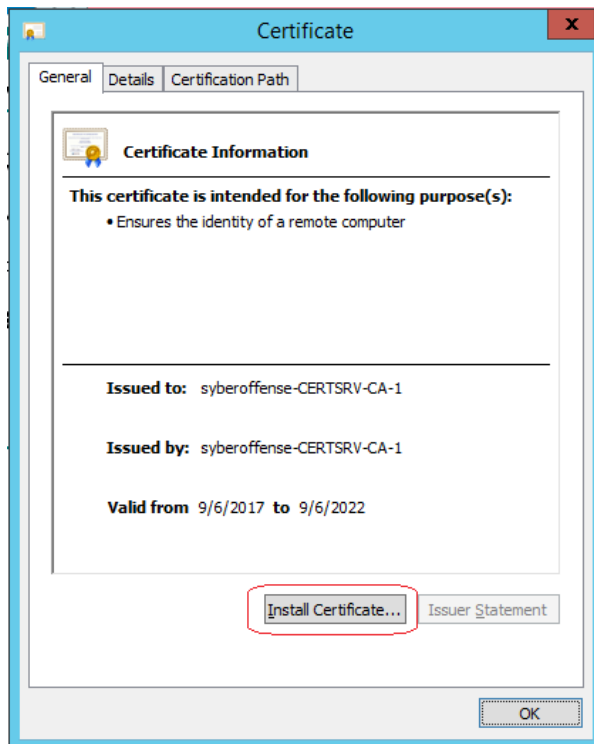 Certificate
x
General Details Certification Path
Certificate Information
This certificate is intended for the following purpose(s):
• Ensures the identity of a remote computer
Issued to: syberoffense-CERTSRV-CA-1
Issued by: syberoffense-CERTSRV-CA-1
Valid from 9/6/2017 to 9/6/2022
Install Certificate... Issuer Statement
OK